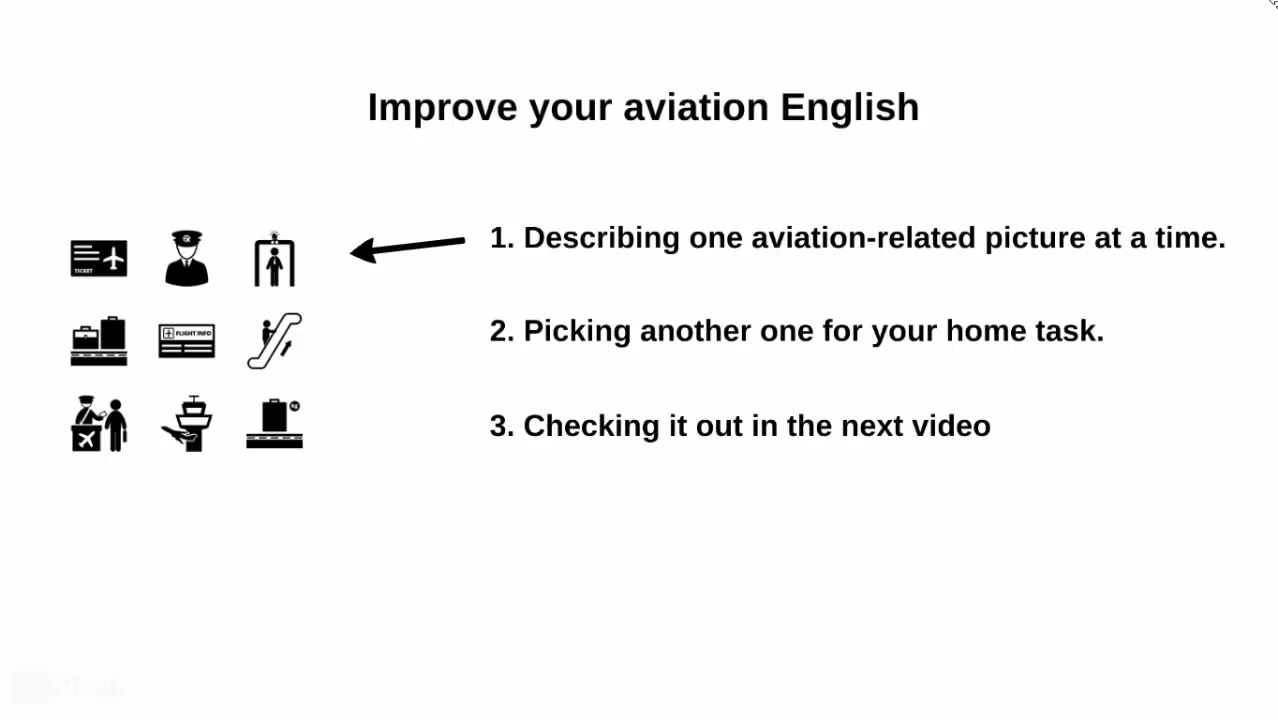 Improve your aviation English
1. Describing one aviation-related picture at a time.
TICKET
FLIGHT INFO
2. Picking another one for your home task.
3. Checking it out in the next video